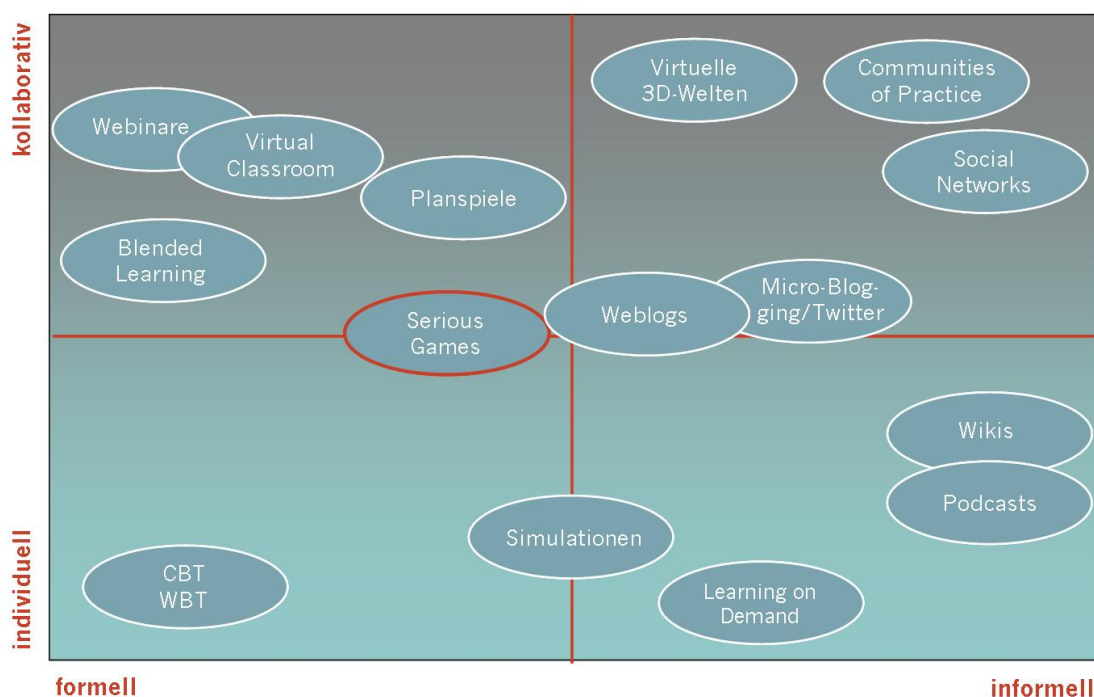 kollaborativ
Virtuelle
3D-Welten
Communities
of Practice
Webinare
Virtual
Classroom
Social
Networks
Planspiele
Blended
Learning
Weblogs
Micro-Blog-
ging/Twitter
Serious
Games
Wikis
Podcasts
Simulationen
individuell
CBT
WBT
Learning on
Demand
formell
informell